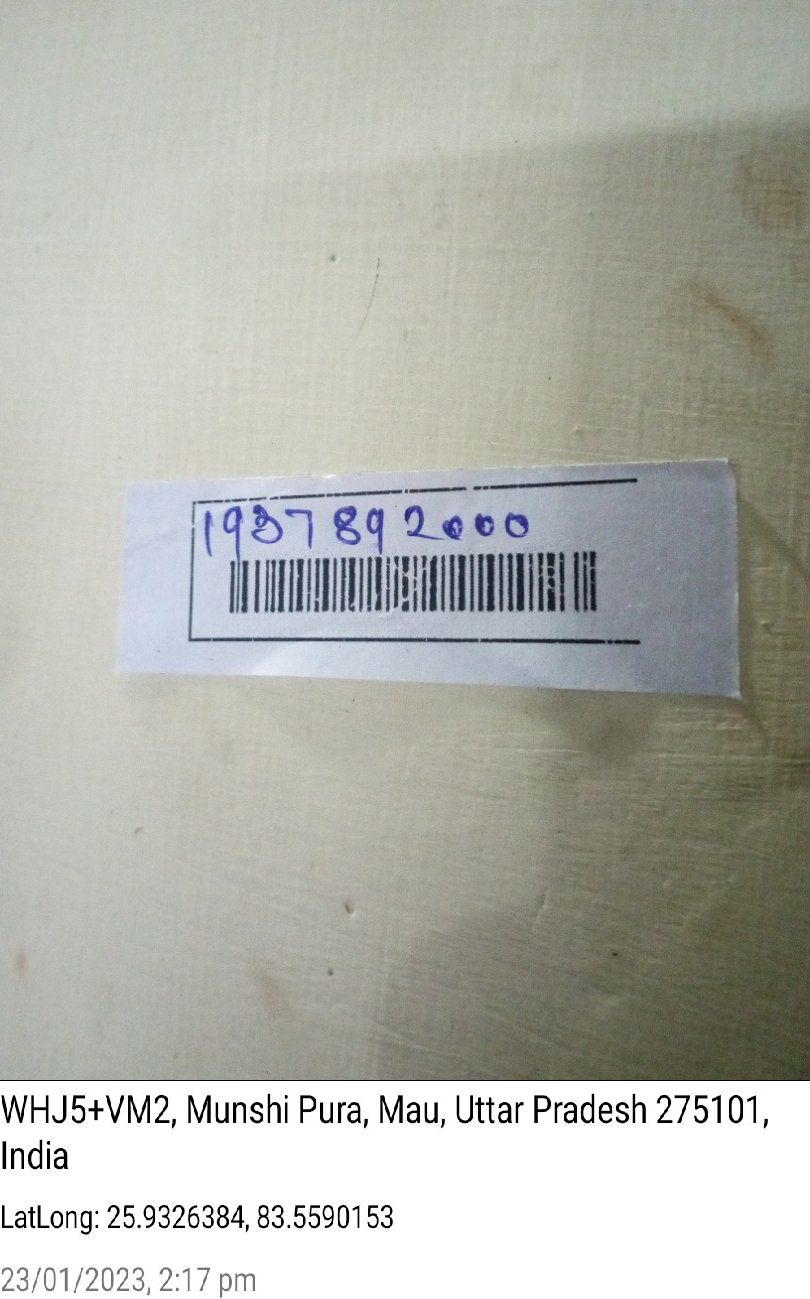 1937892000
WHJ5+VM2, Munshi Pura, Mau, Uttar Pradesh 275101,
India
LatLong: 25.9326384, 83.5590153
23/01/2023, 2:17 pm